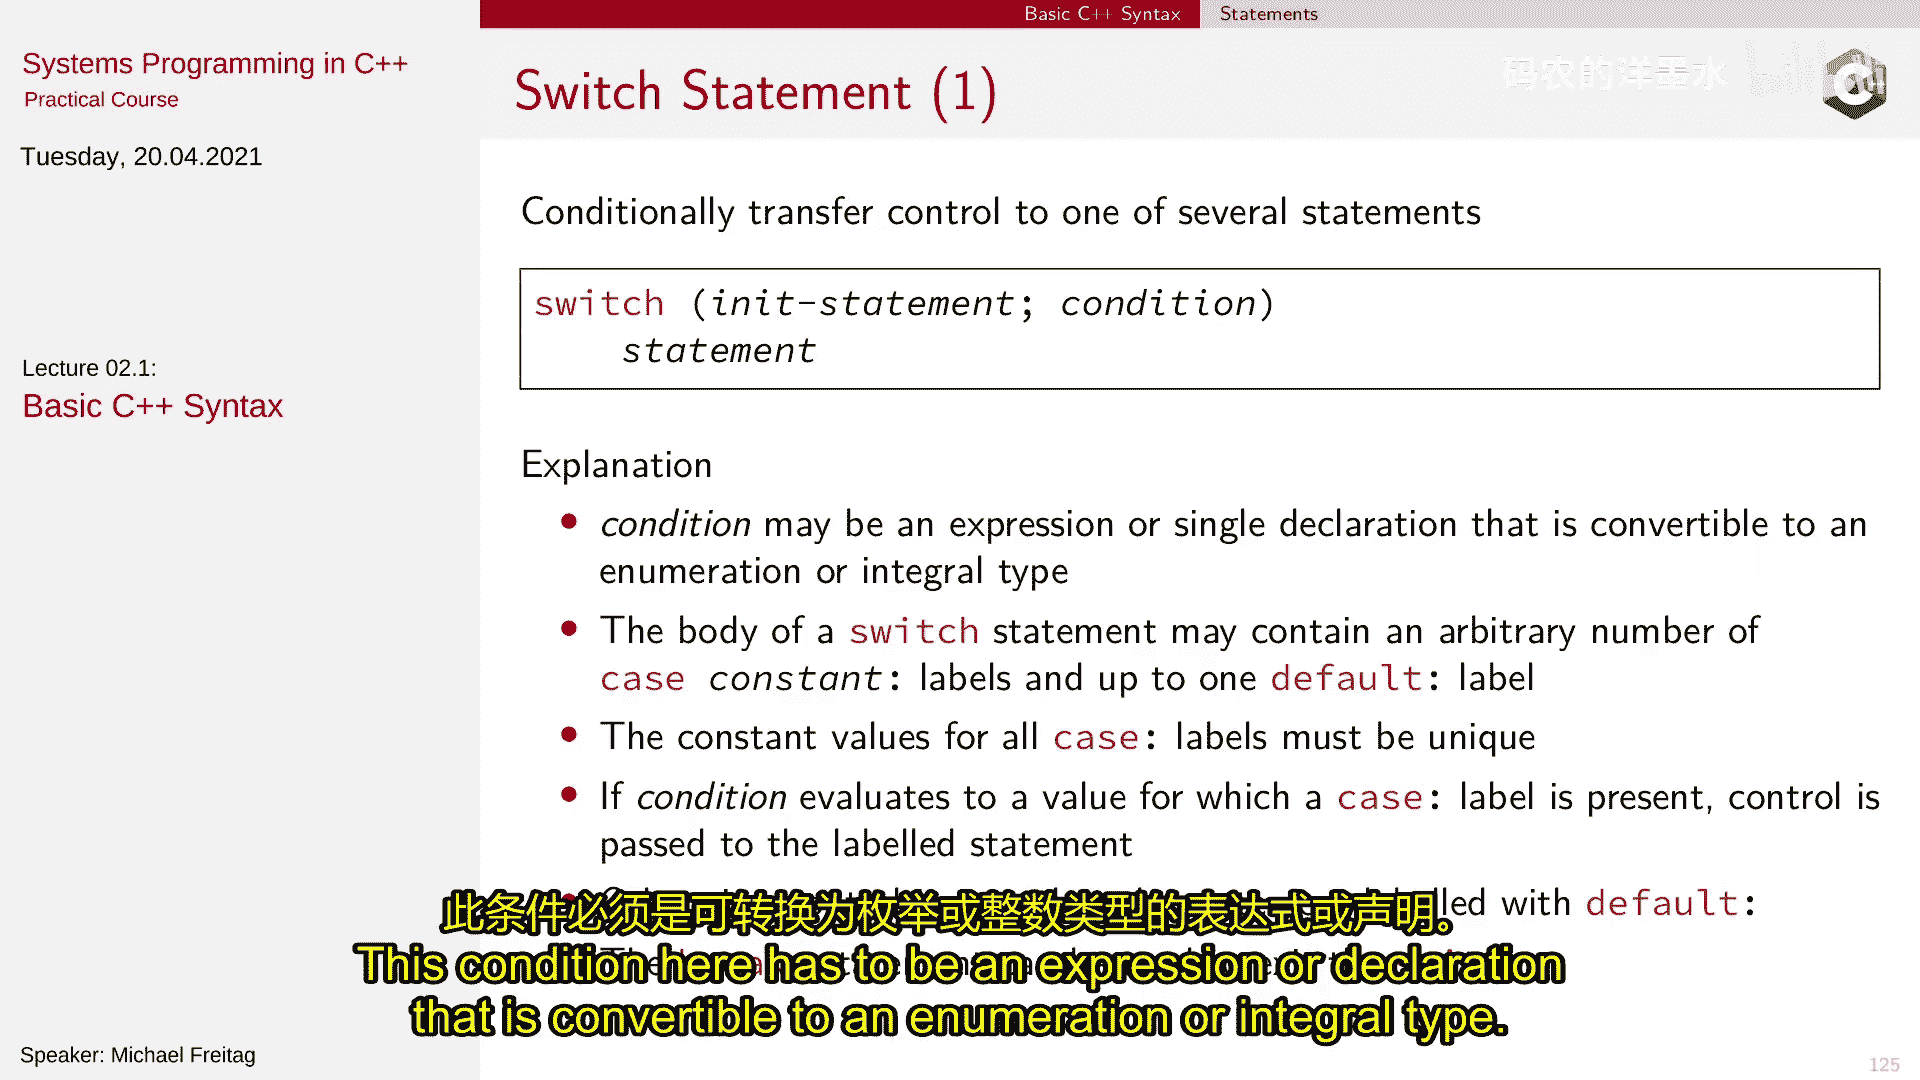 Basic C++ Syntax Statements
Systems Programming in C++
Practical Course
Tuesday, 20.04.2021
Lecture 02.1:
Basic C++ Syntax
Speaker: Michael Freitag
Switch Statement (1)
码农的洋墨水
Conditionally transfer control to one of several statements
switch (init-statement; condition)
statement
Explanation
• condition may be an expression or single declaration that is convertible to an
enumeration or integral type
• The body of a switch statement may contain an arbitrary number of
case constant: labels and up to one default: label
• The constant values for all case: labels must be unique
• If condition evaluates to a value for which a case: label is present, control is
passed to the labelled statement
with default:
此条件必须是可转换为枚举或整数类型的表达式或声明。
This condition here has to be an expression or declaration
that is convertible to an enumeration or integral type.
125